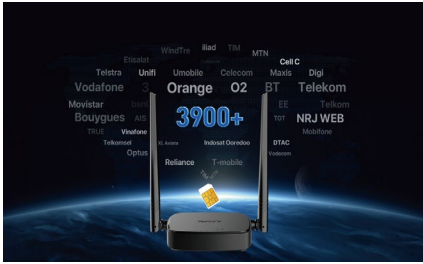 WindTre iliad TIM MTN
Etisalat Cell C
Telstra Unifi Umobile Celecom Maxis Digi
Vodafone 3 Orange O2 BT Telekom
Movistar EE Telkom
Bouygues AIS 3900+ TOT NRJ WEB
TRUE Vinafone Mobifone
Telkomsel XL Axiata Indosat Ooredoo DTAC
Optus Reliance T-mobile Vodacom
SIM